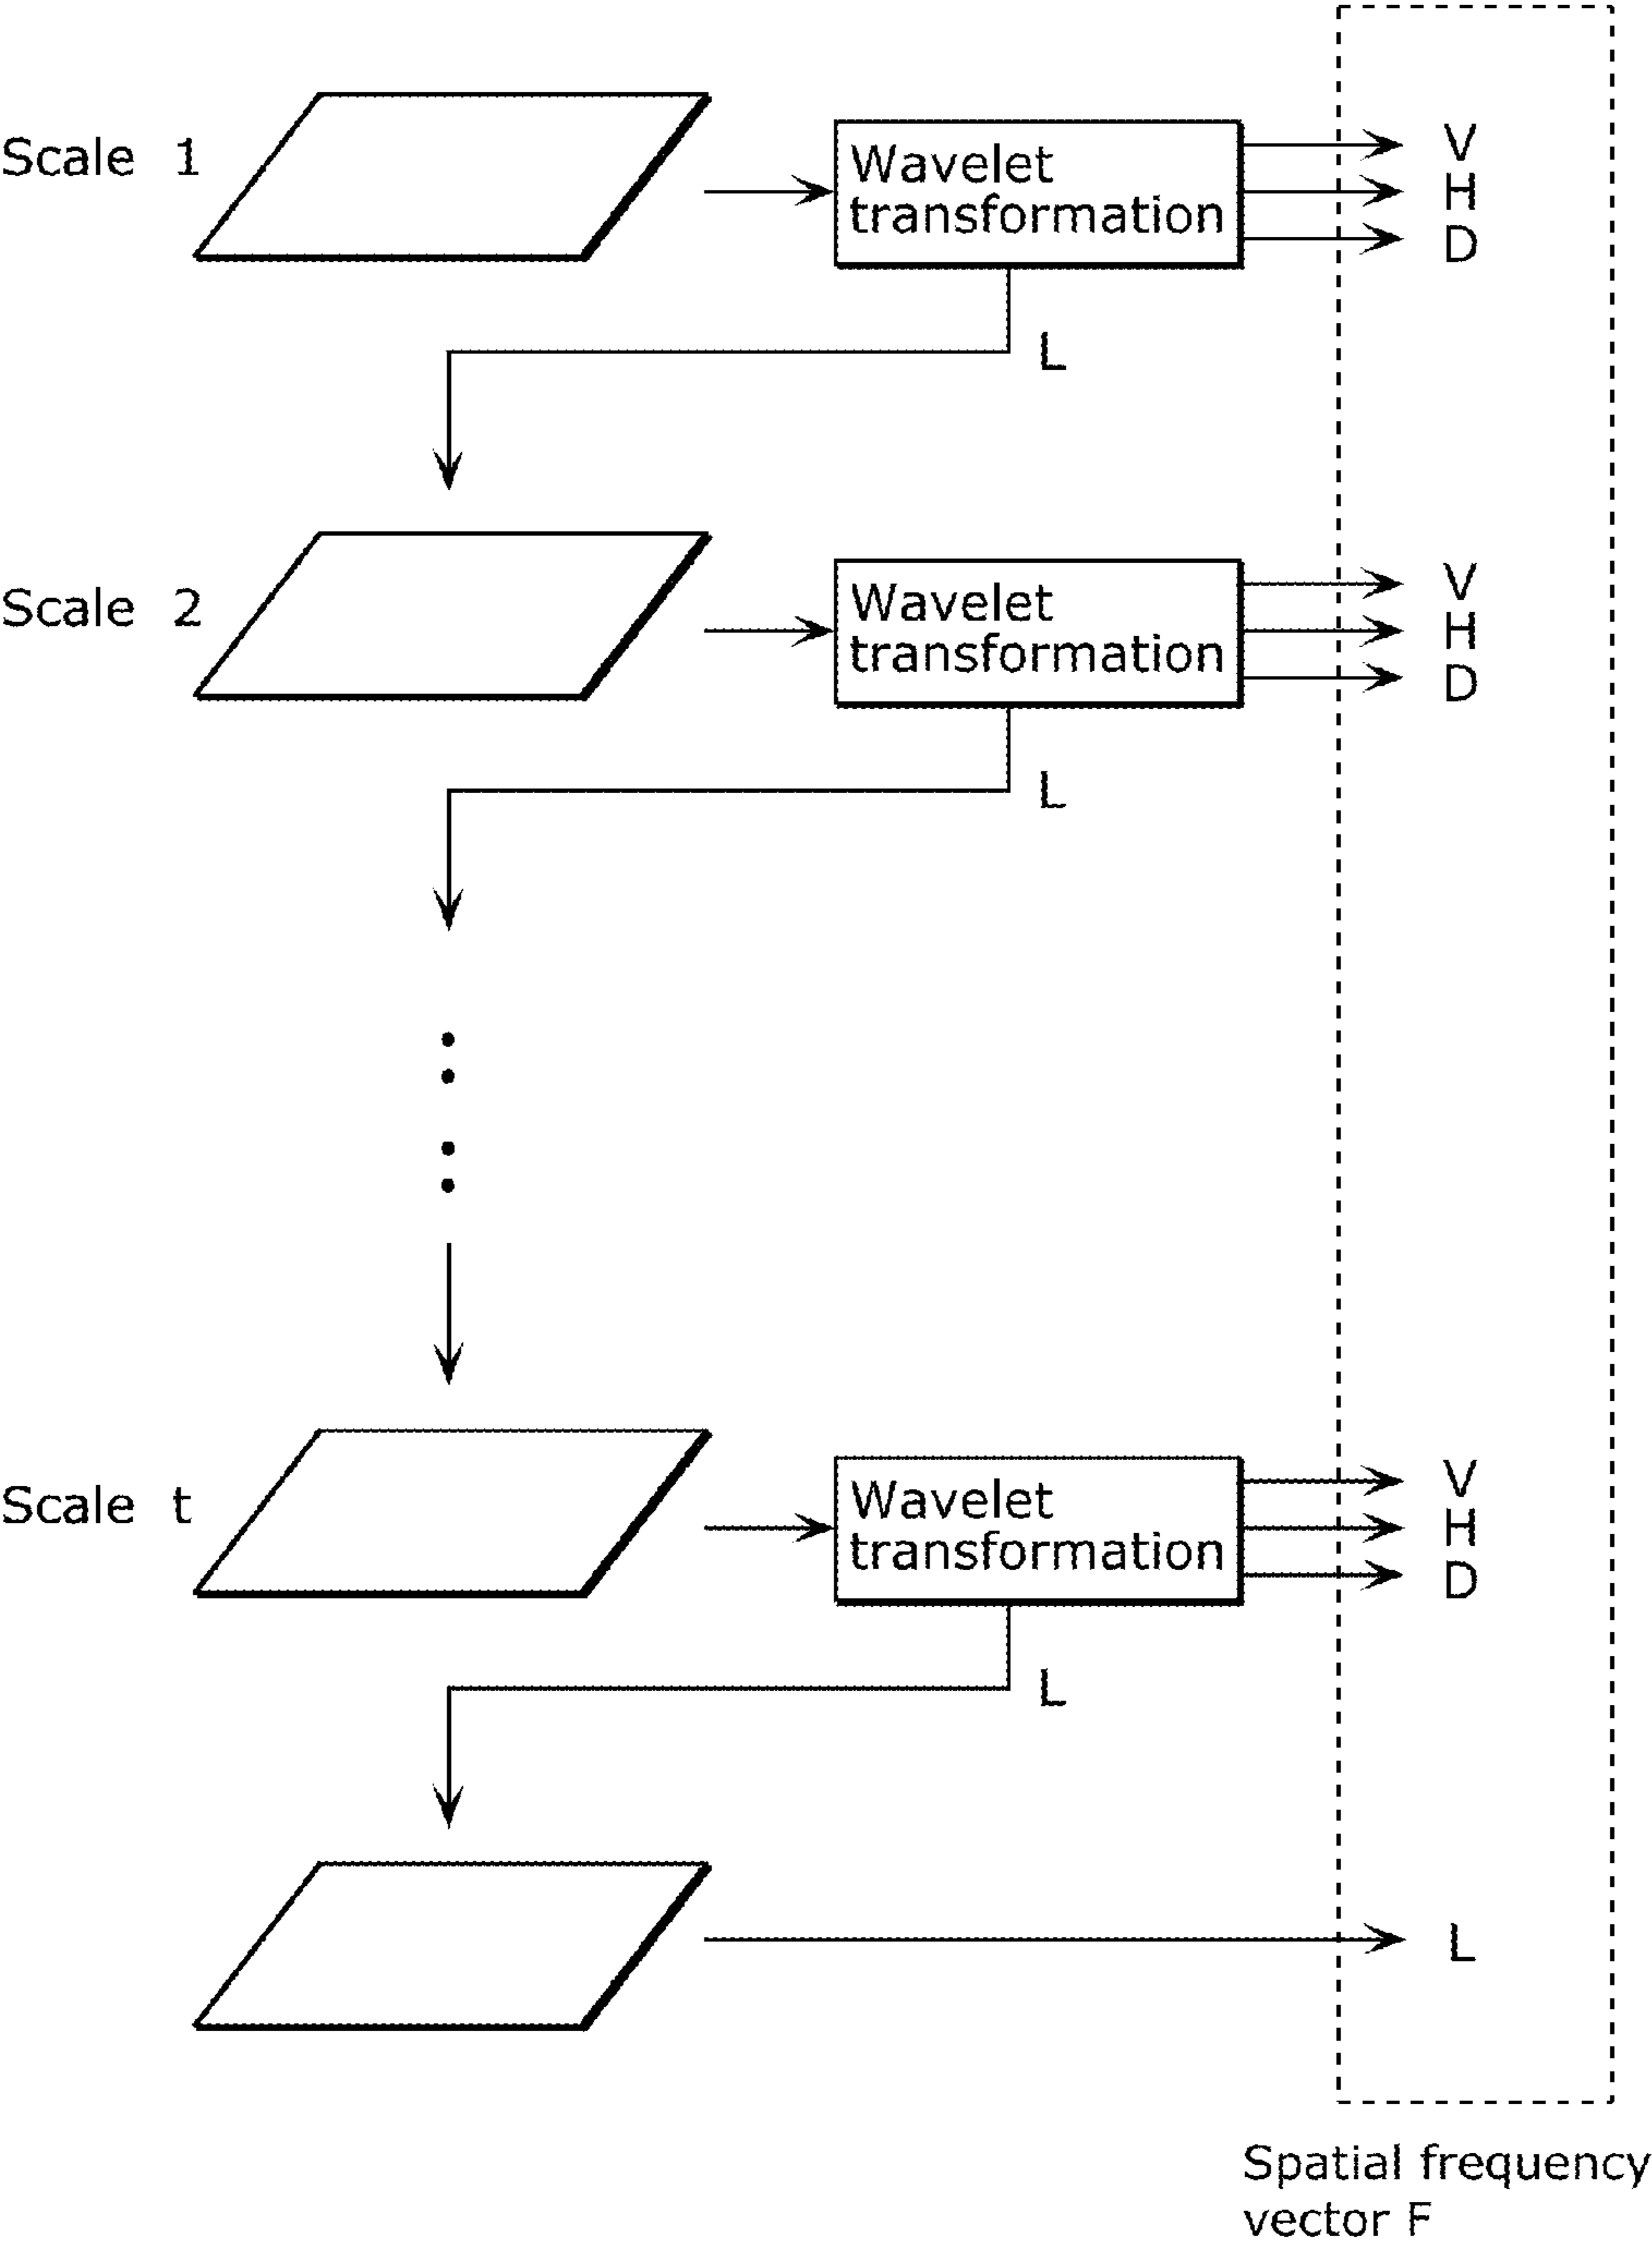 Scale 1
Wavelet
transformation
V
H
D
L
Scale 2
Wavelet
transformation
V
H
D
L
Scale t
Wavelet
transformation
V
H
D
L
L
Spatial frequency
vector F